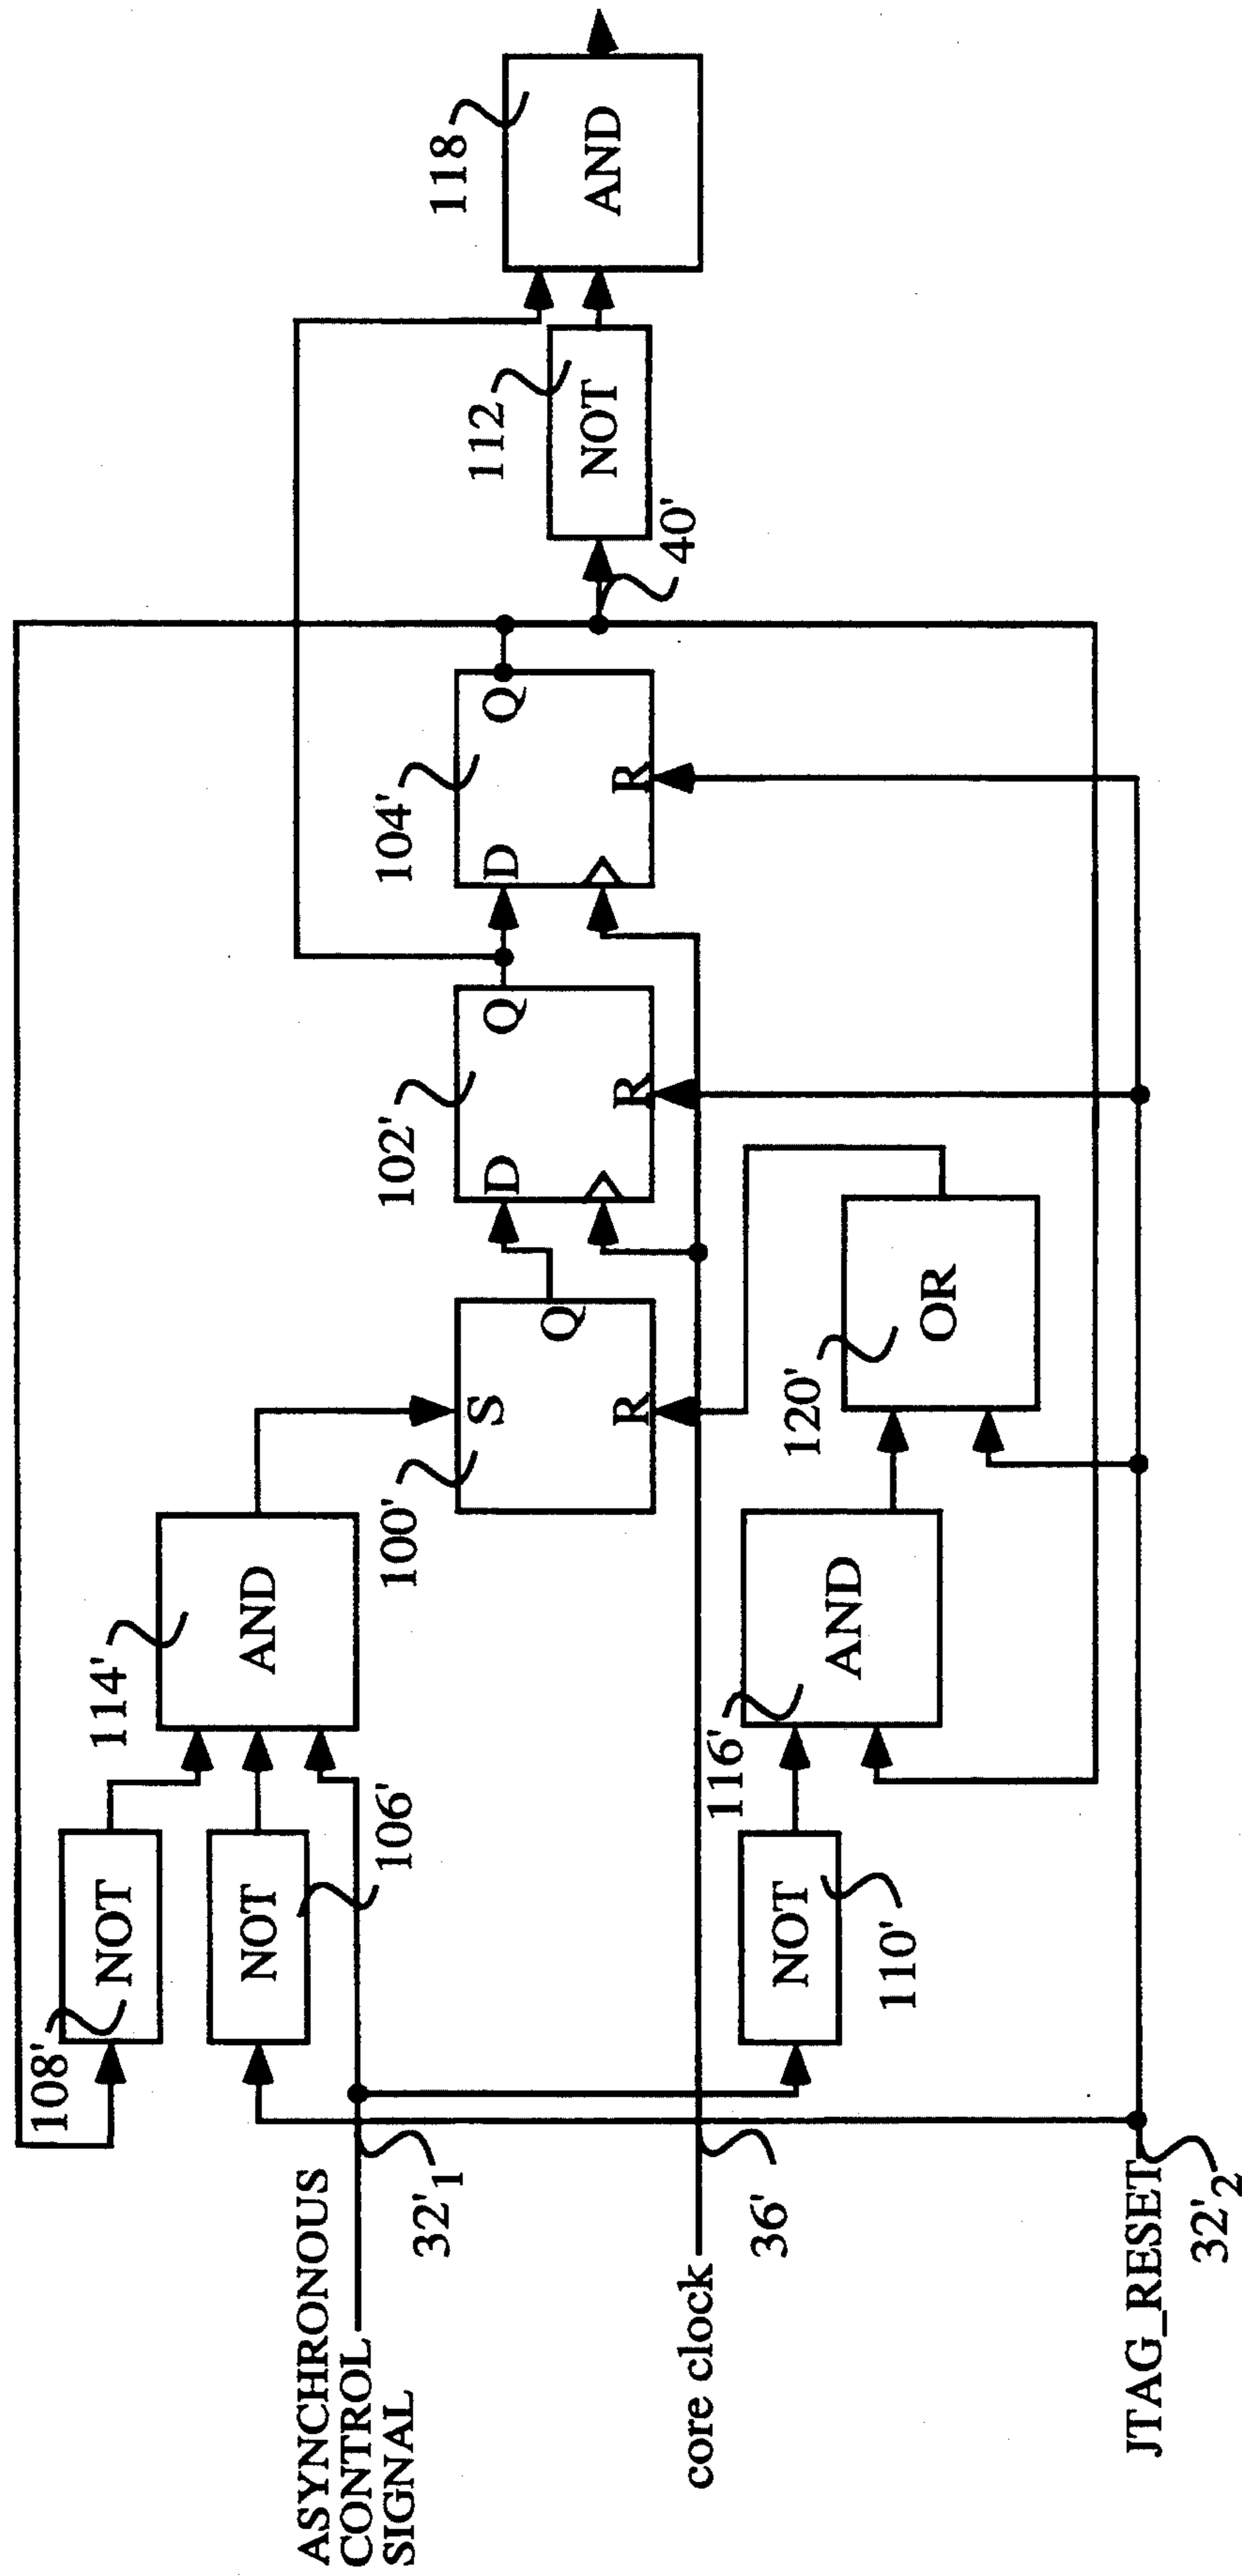 108'
NOT
NOT
106'
114'
AND
ASYNCHRONOUS
CONTROL
SIGNAL
32'1
100'
S
R
Q
102'
D
Q
R
104'
D
Q
R
40'
112
NOT
118
AND
core clock
36'
NOT
110'
116'
AND
120'
OR
JTAG_RESET
32'2